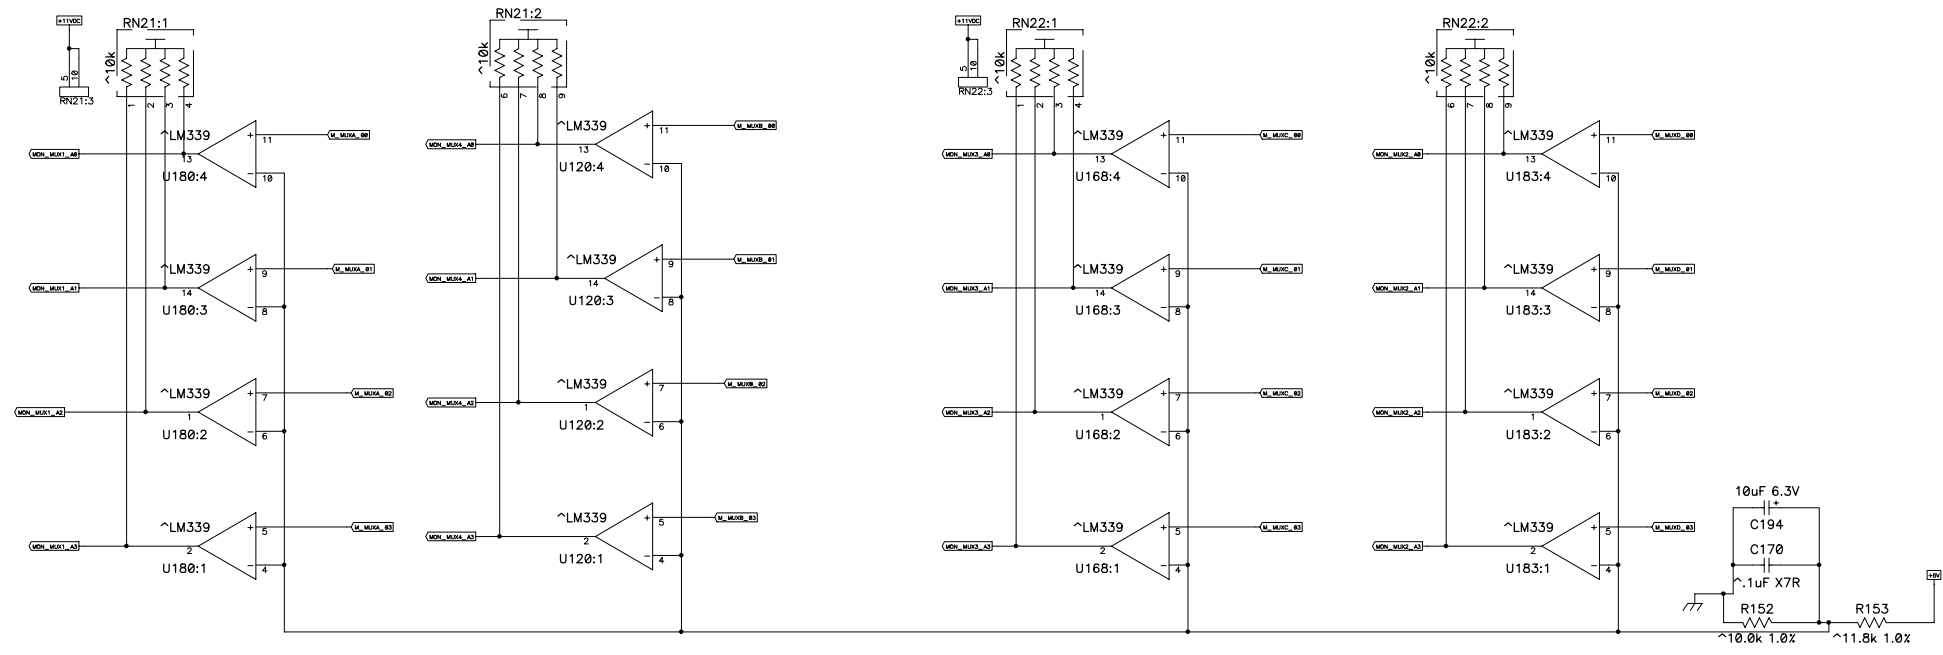 +11VDC
5
10
RN21:3
RN21:1
^10k
1
2
3
4
^LM339
13
U180:4
+
11
-
10
M_MUXA_00
MON_MUX1_A0
^LM339
14
U180:3
+
9
-
8
M_MUXA_01
MON_MUX1_A1
^LM339
1
U180:2
+
7
-
6
M_MUXA_02
MON_MUX1_A2
^LM339
2
U180:1
+
5
-
4
M_MUXA_03
MON_MUX1_A3
RN21:2
^10k
6
7
8
9
^LM339
13
U120:4
+
11
-
10
M_MUXB_00
MON_MUX4_A0
^LM339
14
U120:3
+
9
-
8
M_MUXB_01
MON_MUX4_A1
^LM339
1
U120:2
+
7
-
6
M_MUXB_02
MON_MUX4_A2
^LM339
2
U120:1
+
5
-
4
M_MUXB_03
MON_MUX4_A3
+11VDC
5
10
RN22:3
RN22:1
^10k
1
2
3
4
^LM339
13
U168:4
+
11
-
10
M_MUXC_00
MON_MUX3_A0
^LM339
14
U168:3
+
9
-
8
M_MUXC_01
MON_MUX3_A1
^LM339
1
U168:2
+
7
-
6
M_MUXC_02
MON_MUX3_A2
^LM339
2
U168:1
+
5
-
4
M_MUXC_03
MON_MUX3_A3
RN22:2
^10k
6
7
8
9
^LM339
13
U183:4
+
11
-
10
M_MUXD_00
MON_MUX2_A0
^LM339
14
U183:3
+
9
-
8
M_MUXD_01
MON_MUX2_A1
^LM339
1
U183:2
+
7
-
6
M_MUXD_02
MON_MUX2_A2
^LM339
2
U183:1
+
5
-
4
M_MUXD_03
MON_MUX2_A3
10uF 6.3V
+
C194
C170
^.1uF X7R
R152
^10.0k 1.0%
R153
^11.8k 1.0%